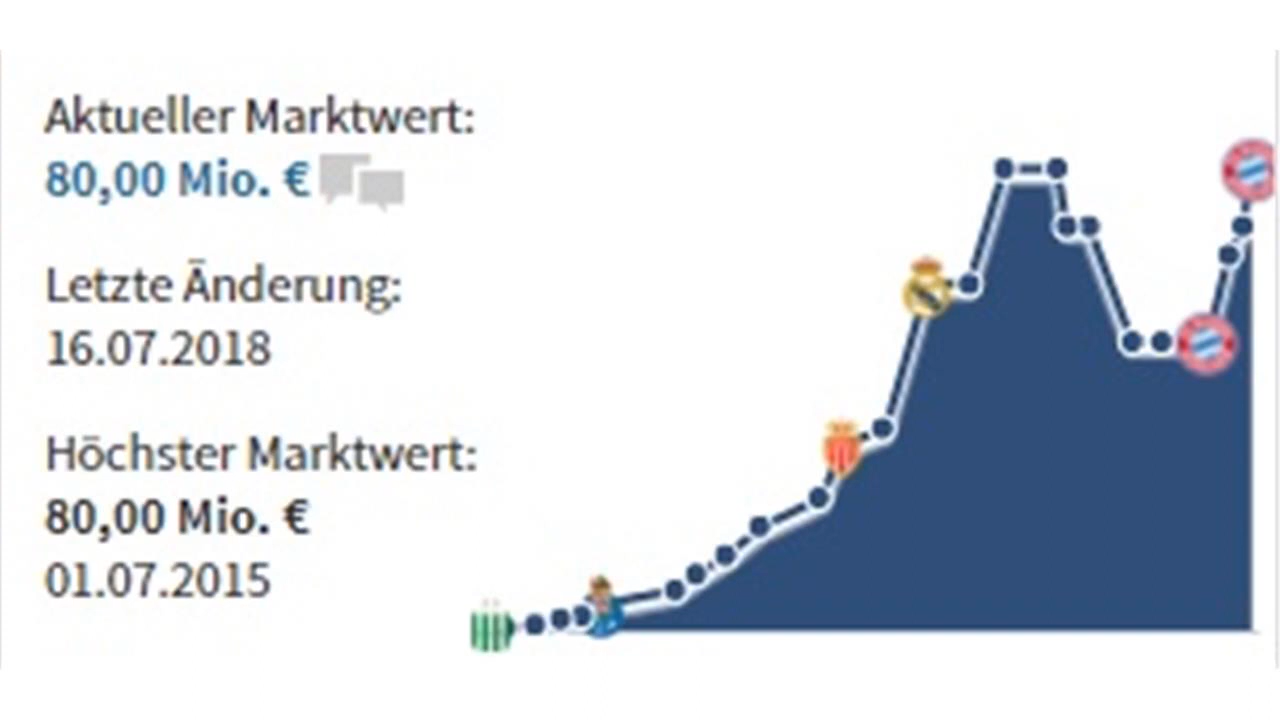 Aktueller Marktwert:
80,00 Mio. €
Letzte Änderung:
16.07.2018
Höchster Marktwert:
80,00 Mio. €
01.07.2015